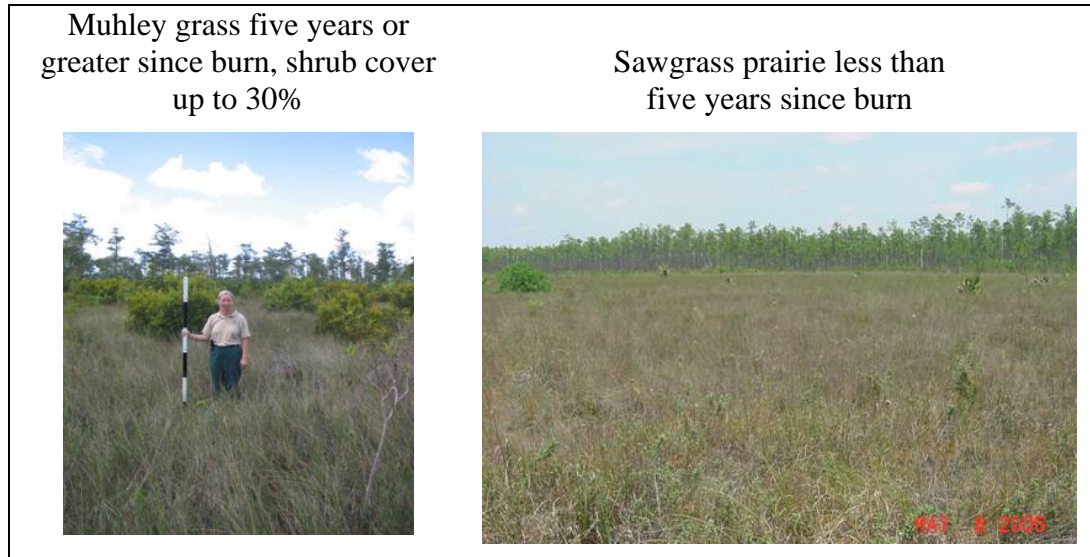 Muhley grass five years or
greater since burn, shrub cover
up to 30%
Sawgrass prairie less than
five years since burn
MAY 8 2005